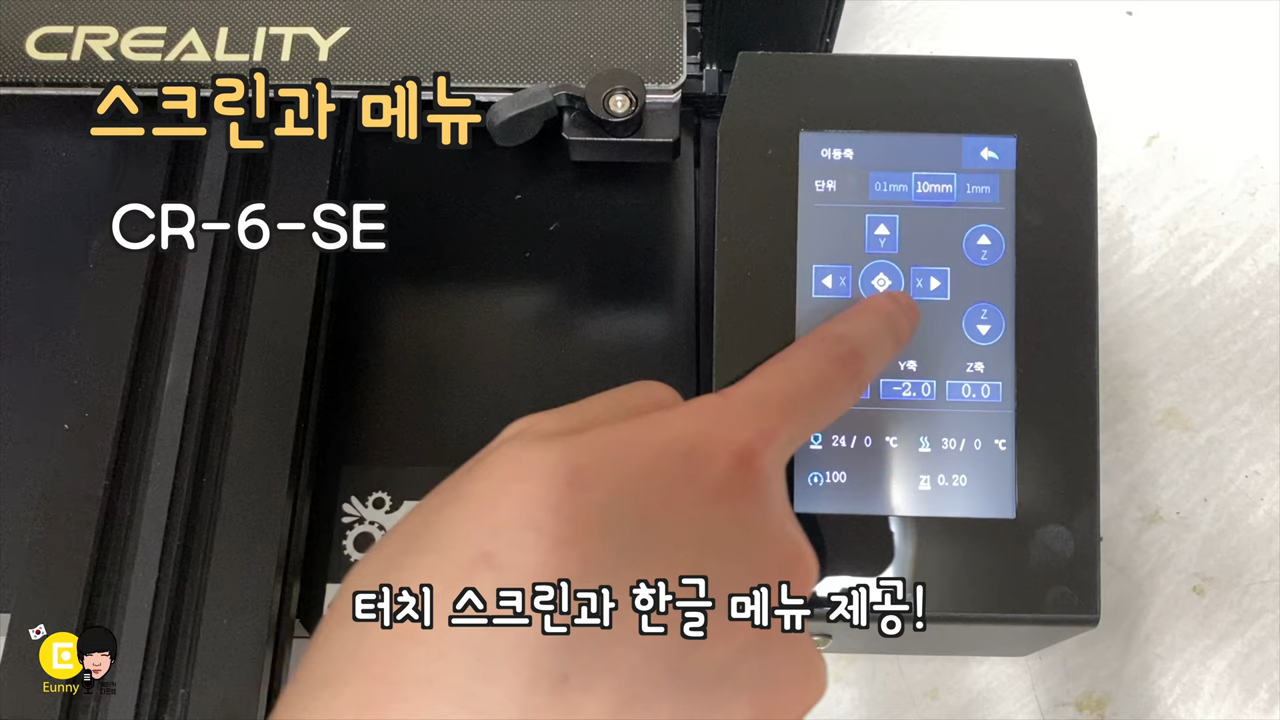 CREALITY
스크린과 메뉴
CR-6-SE
이동축
단위 0.1mm 10mm 1mm
Y
Z
X X
Z
Y축 Z축
-2.0 0.0
24 / 0 ℃ 30 / 0 ℃
100 0.20
터치 스크린과 한글 메뉴 제공!
Eunny